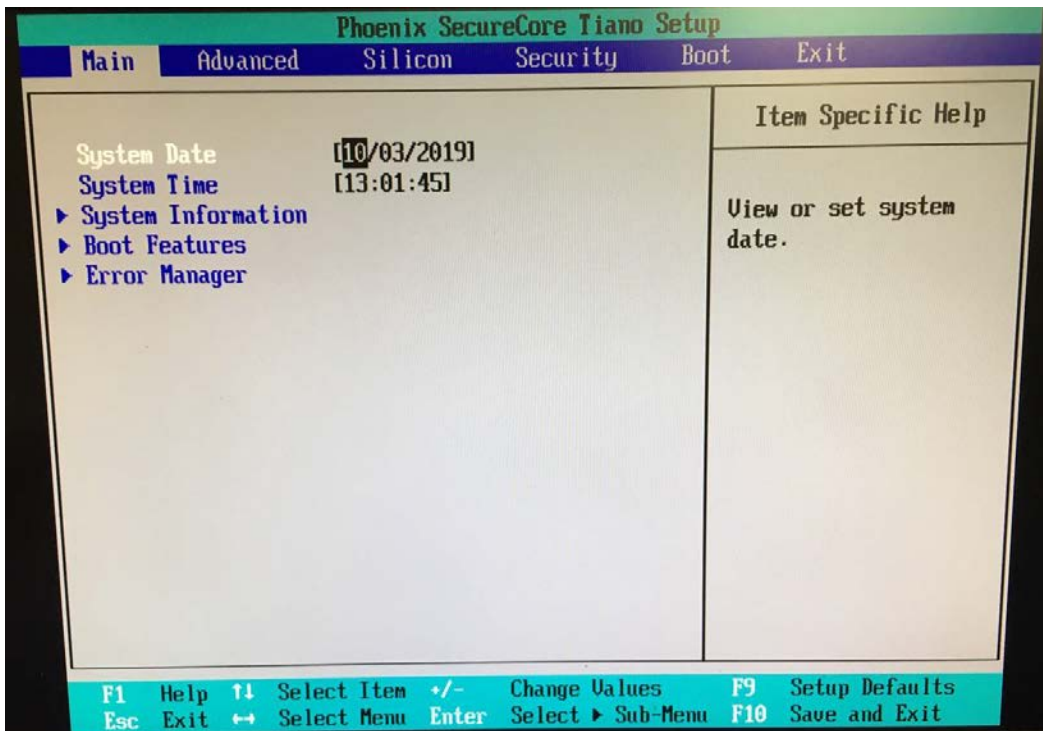 Phoenix SecureCore Tiano Setup
Main Advanced Silicon Security Boot Exit
System Date [10/03/2019]
System Time [13:01:45]
▶ System Information
▶ Boot Features
▶ Error Manager
Item Specific Help
View or set system
date.
F1 Help ↑↓ Select Item +/- Change Values F9 Setup Defaults
Esc Exit ↔ Select Menu Enter Select ▶ Sub-Menu F10 Save and Exit